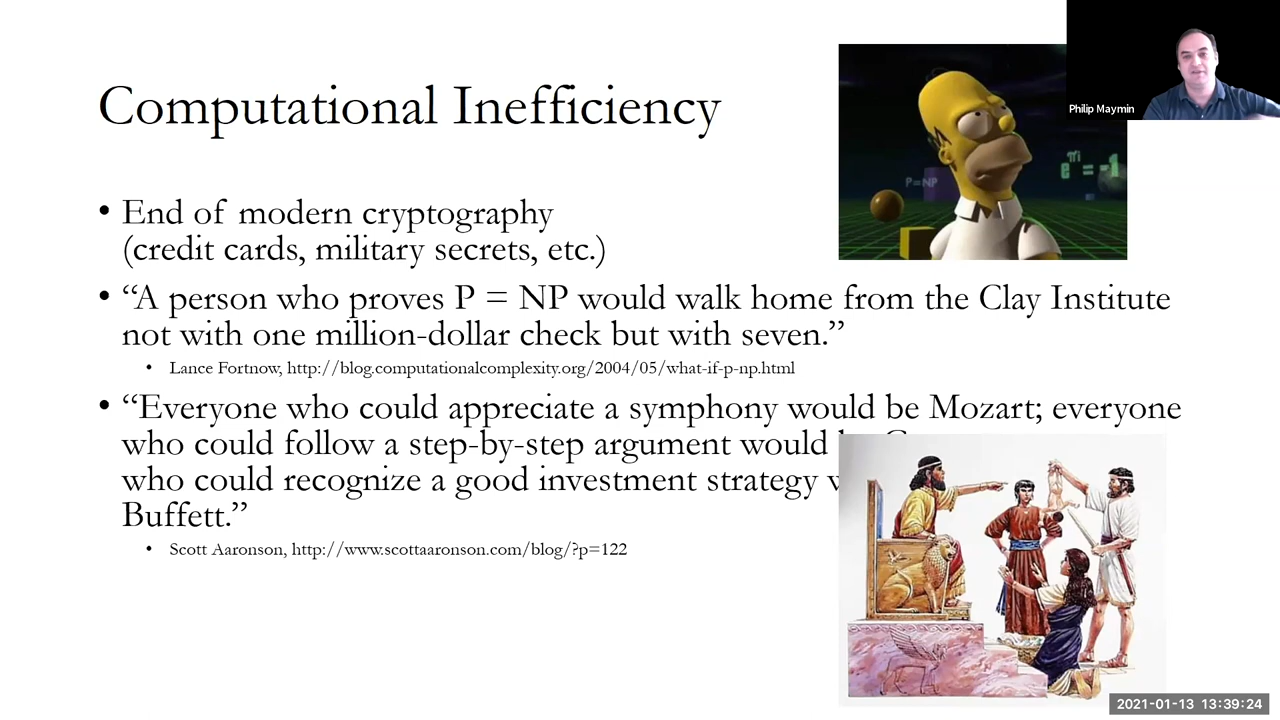 Computational Inefficiency
Philip Maymin
P=NP
e^πi = -1
• End of modern cryptography
(credit cards, military secrets, etc.)
• “A person who proves P = NP would walk home from the Clay Institute
not with one million-dollar check but with seven.”
• Lance Fortnow, http://blog.computationalcomplexity.org/2004/05/what-if-p-np.html
• “Everyone who could appreciate a symphony would be Mozart; everyone
who could follow a step-by-step argument would
who could recognize a good investment strategy
Buffett.”
• Scott Aaronson, http://www.scottaaronson.com/blog/?p=122
2021-01-13 13:39:24